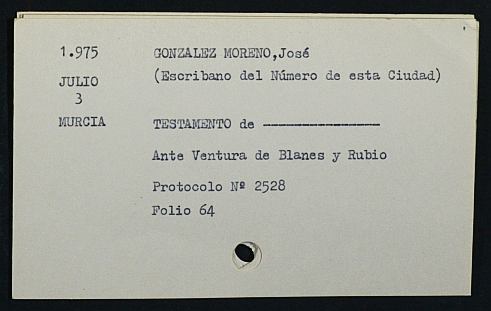 1.975 GONZALEZ MORENO,José
JULIO (Escribano del Número de esta Ciudad)
3
MURCIA TESTAMENTO de ----------------
Ante Ventura de Blanes y Rubio
Protocolo Nº 2528
Folio 64